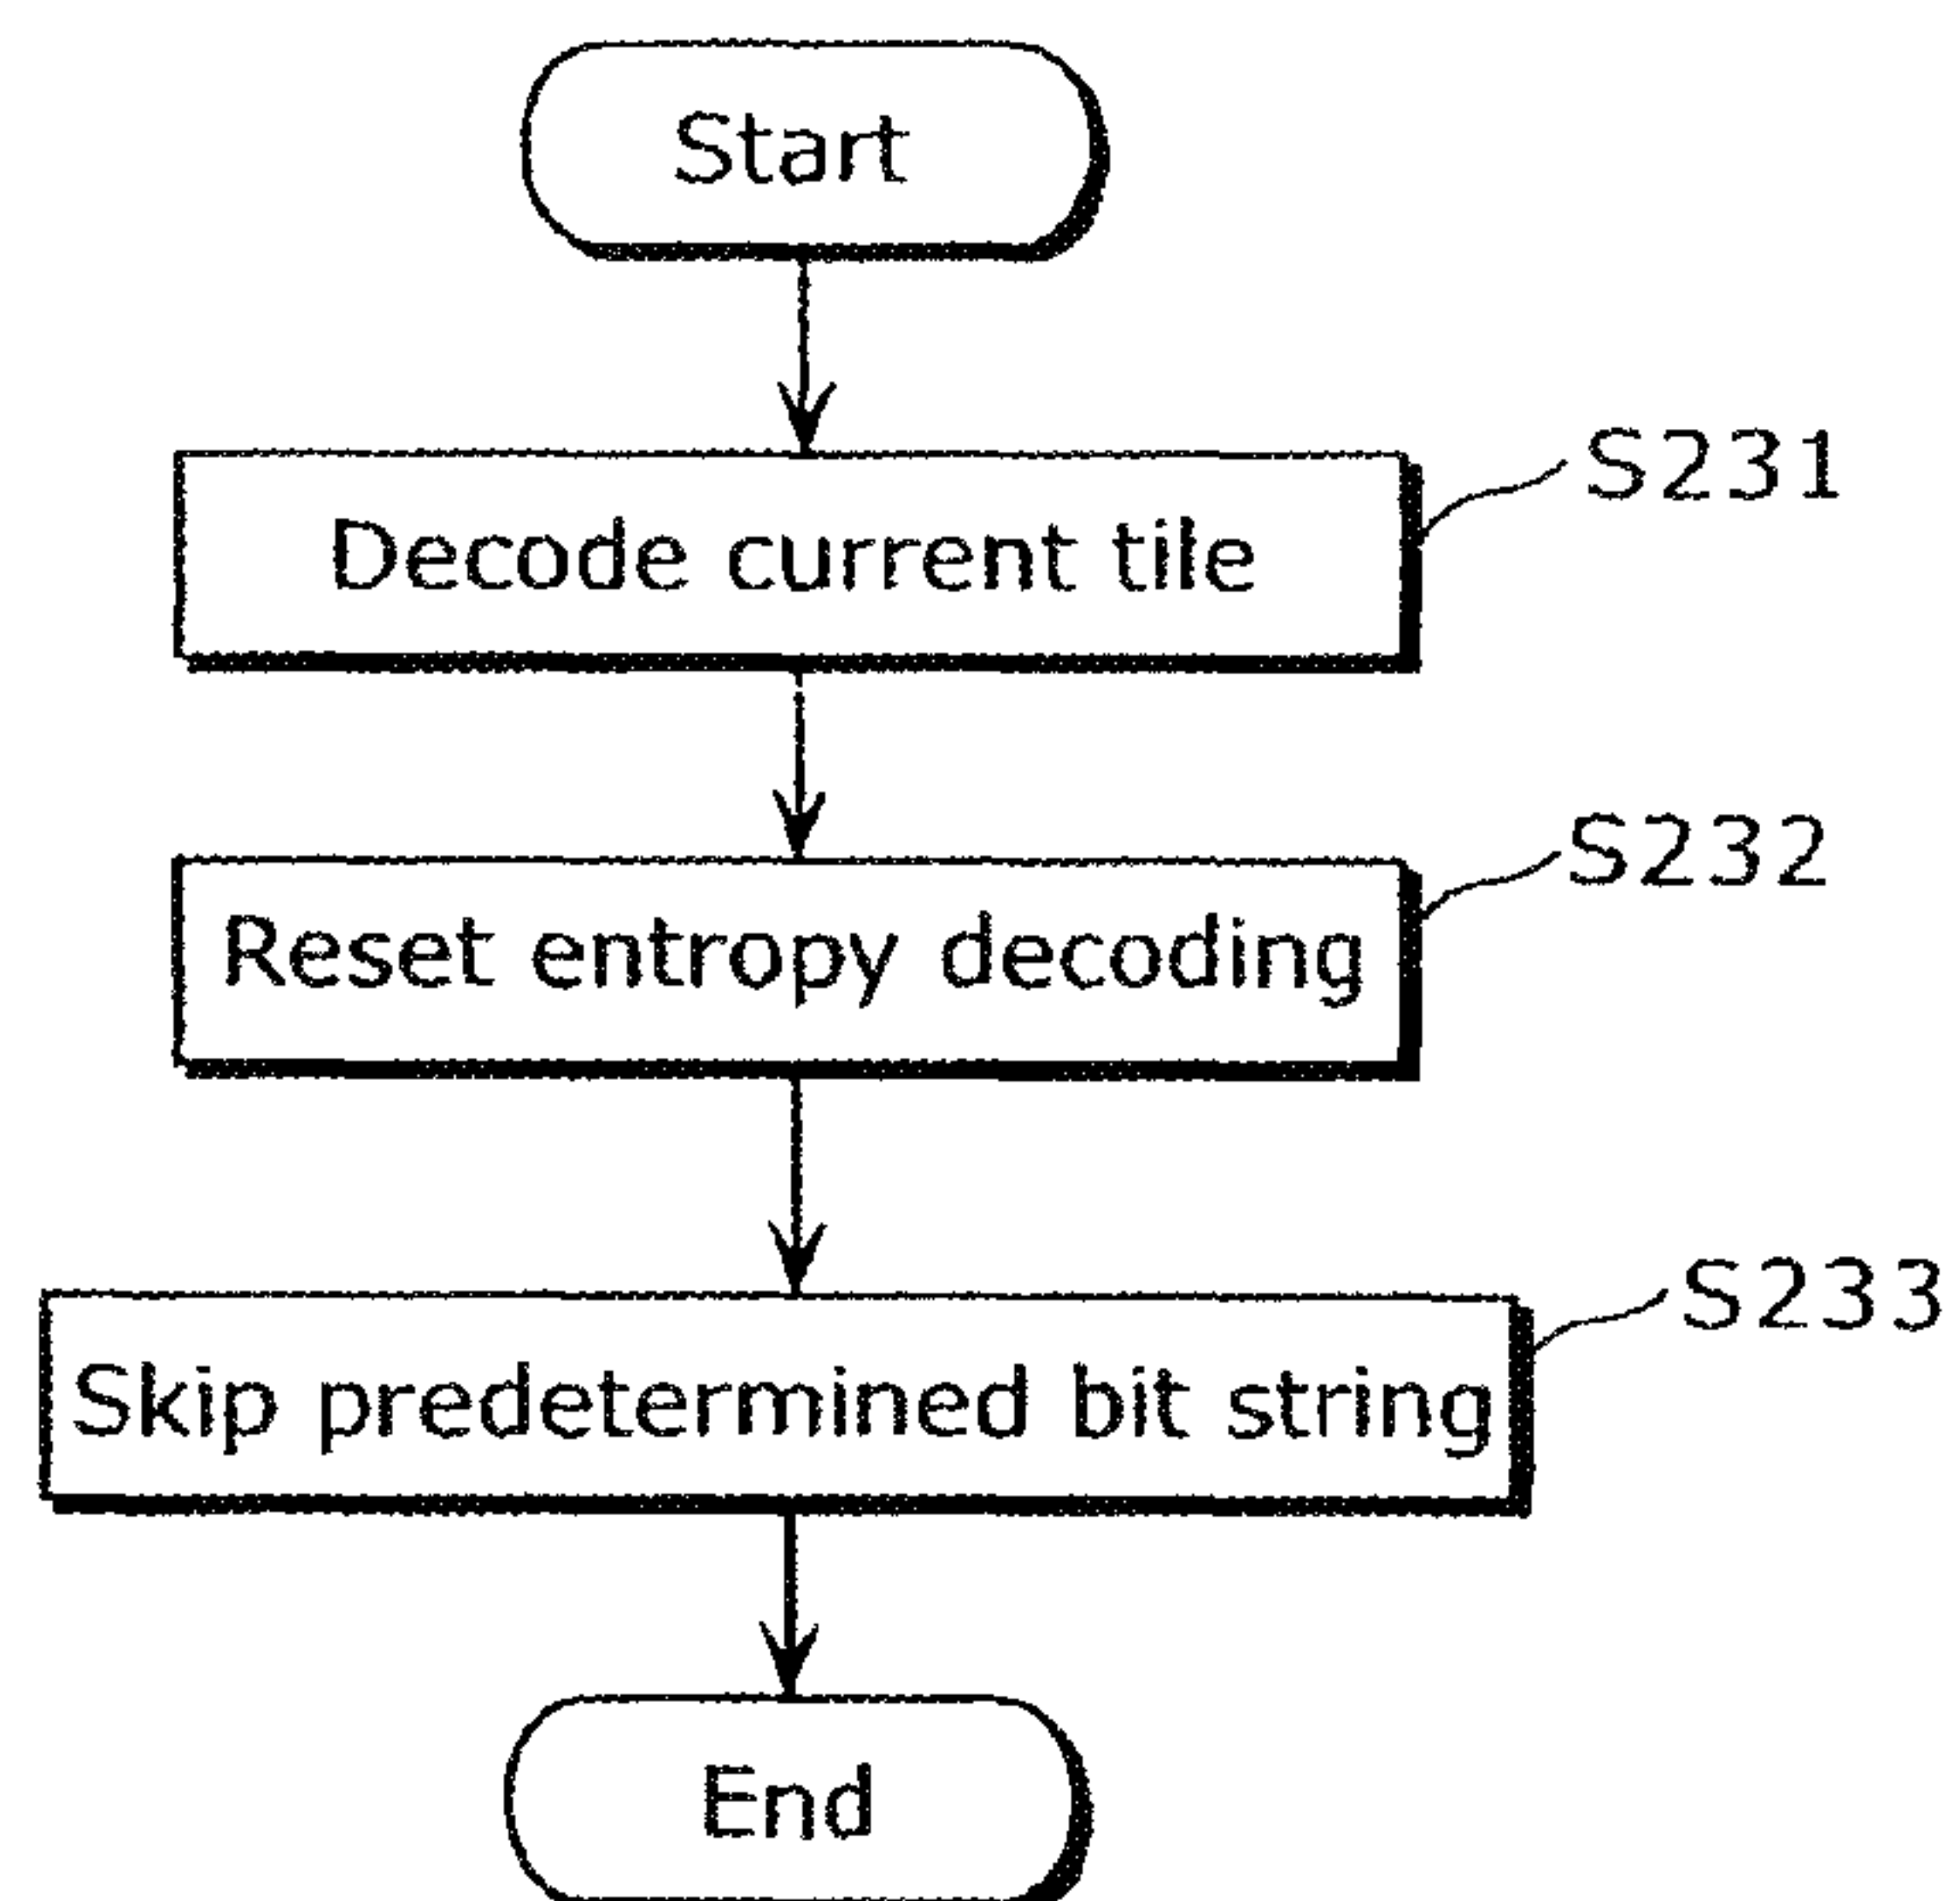 Start
S231
Decode current tile
S232
Reset entropy decoding
S233
Skip predetermined bit string
End